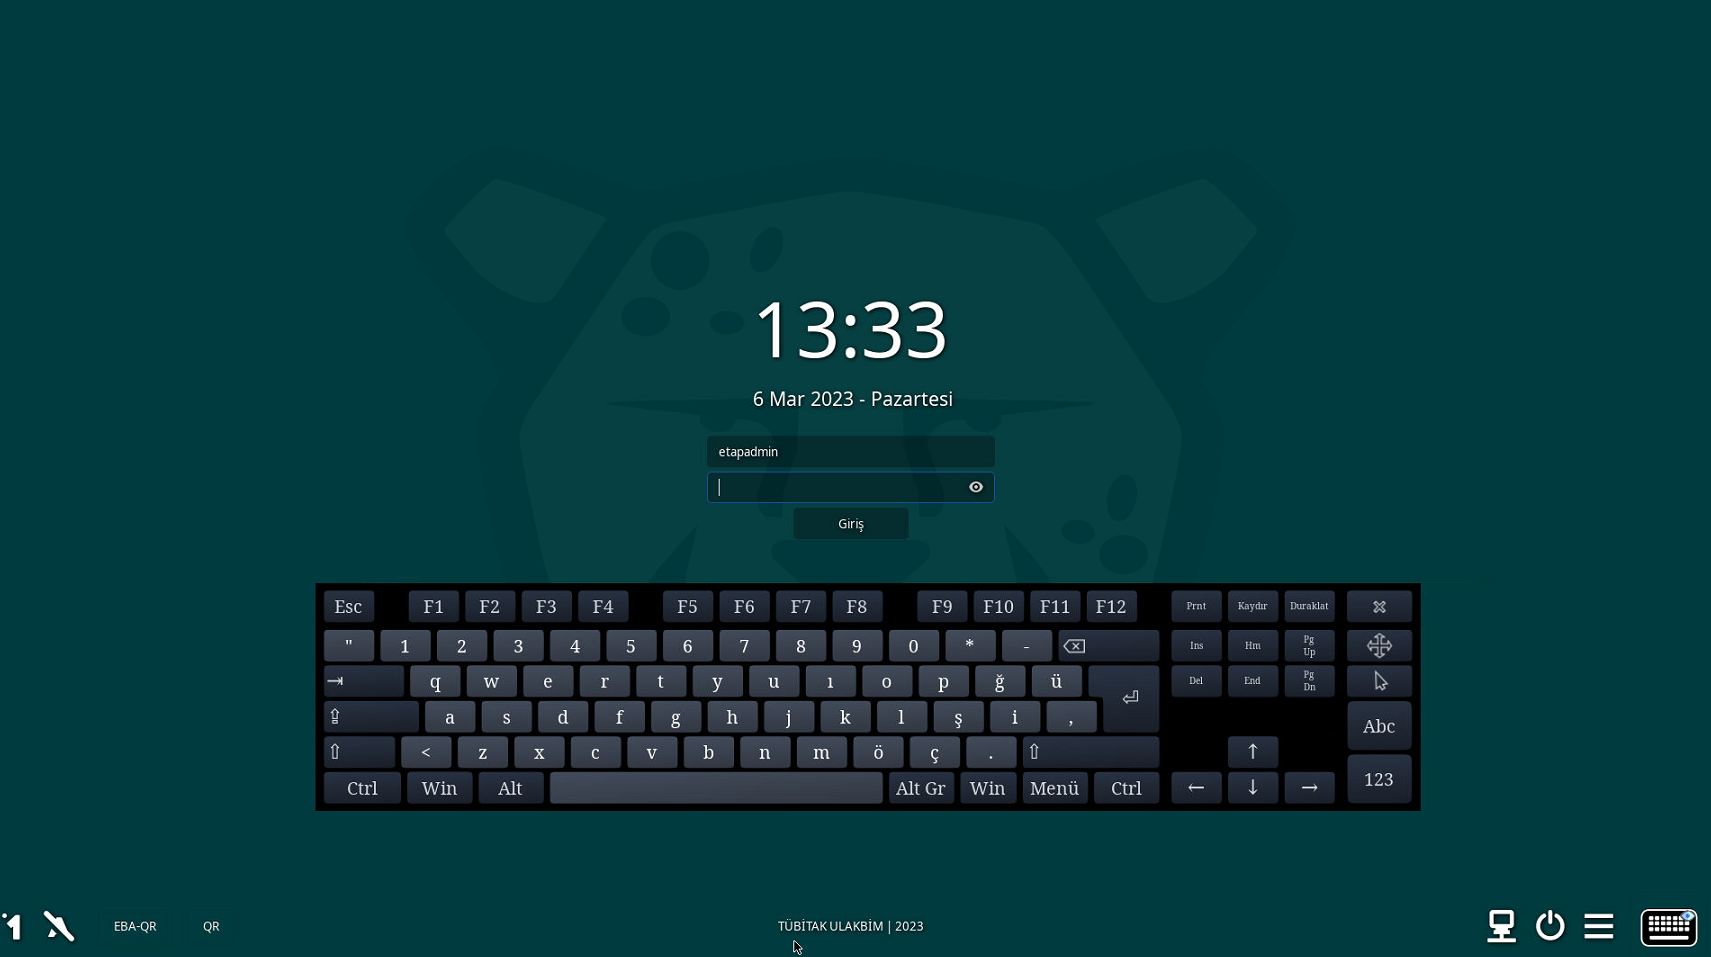 13:33
6 Mar 2023 - Pazartesi
etapadmin
Giriş
Esc F1 F2 F3 F4 F5 F6 F7 F8 F9 F10 F11 F12 Prnt Kaydır Duraklat
" 1 2 3 4 5 6 7 8 9 0 * - Ins Hm Pg Up
q w e r t y u ı o p ğ ü Del End Pg Dn
a s d f g h j k l ş i , Abc
< z x c v b n m ö ç .
Ctrl Win Alt Alt Gr Win Menü Ctrl 123
EBA-QR QR TÜBİTAK ULAKBİM | 2023